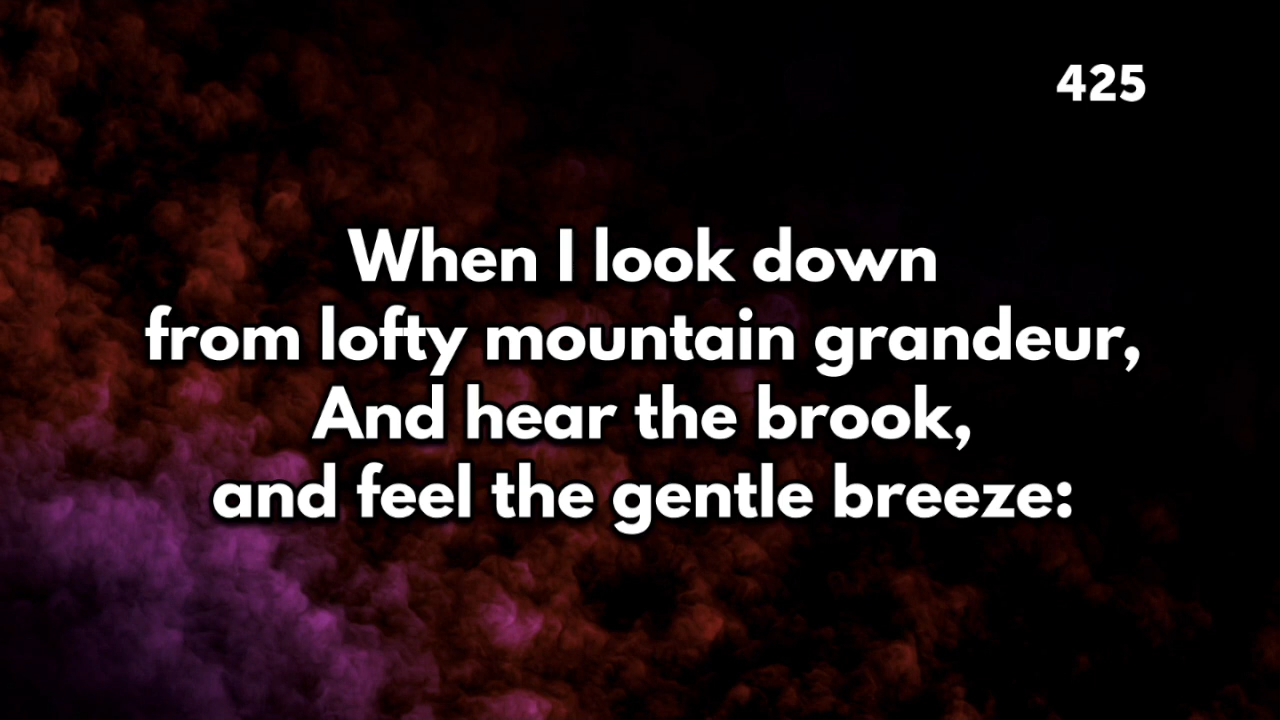 425
When I look down
from lofty mountain grandeur,
And hear the brook,
and feel the gentle breeze: